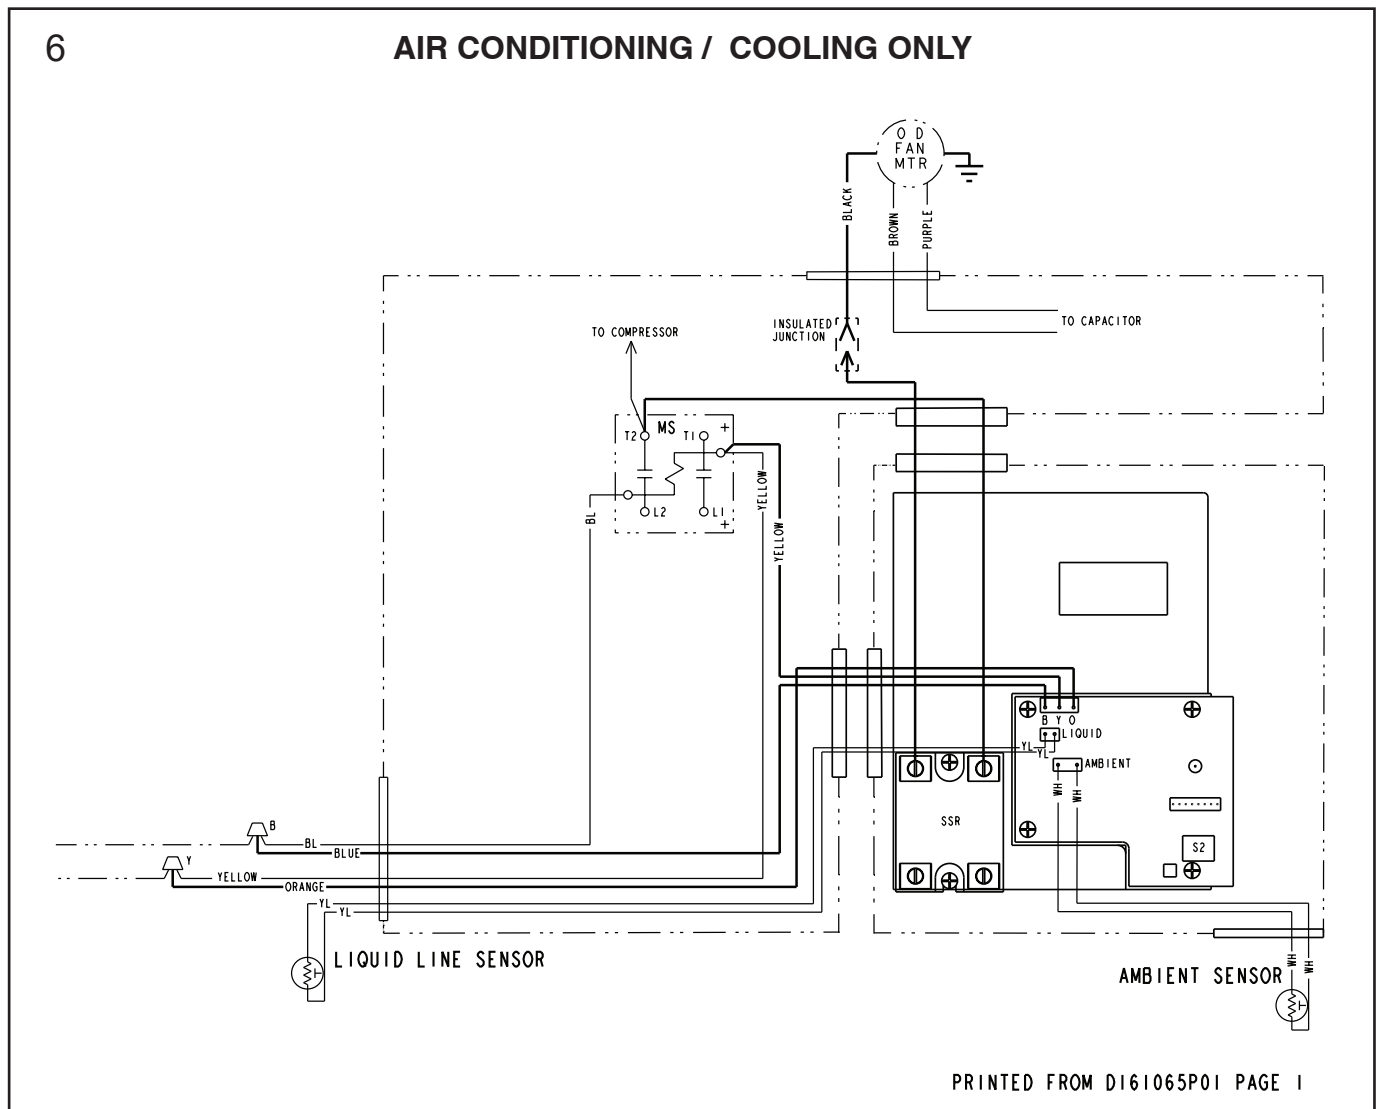 6
AIR CONDITIONING / COOLING ONLY
O D
FAN
MTR
BLACK
BROWN
PURPLE
TO CAPACITOR
INSULATED
JUNCTION
TO COMPRESSOR
MS
T2
T1
L2
L1
BL
YELLOW
YELLOW
B Y O
LIQUID
YL
YL
AMBIENT
WH
WH
SSR
S2
B
BL
BLUE
Y
YELLOW
ORANGE
YL
YL
LIQUID LINE SENSOR
WH
WH
AMBIENT SENSOR
PRINTED FROM D161065P01 PAGE 1